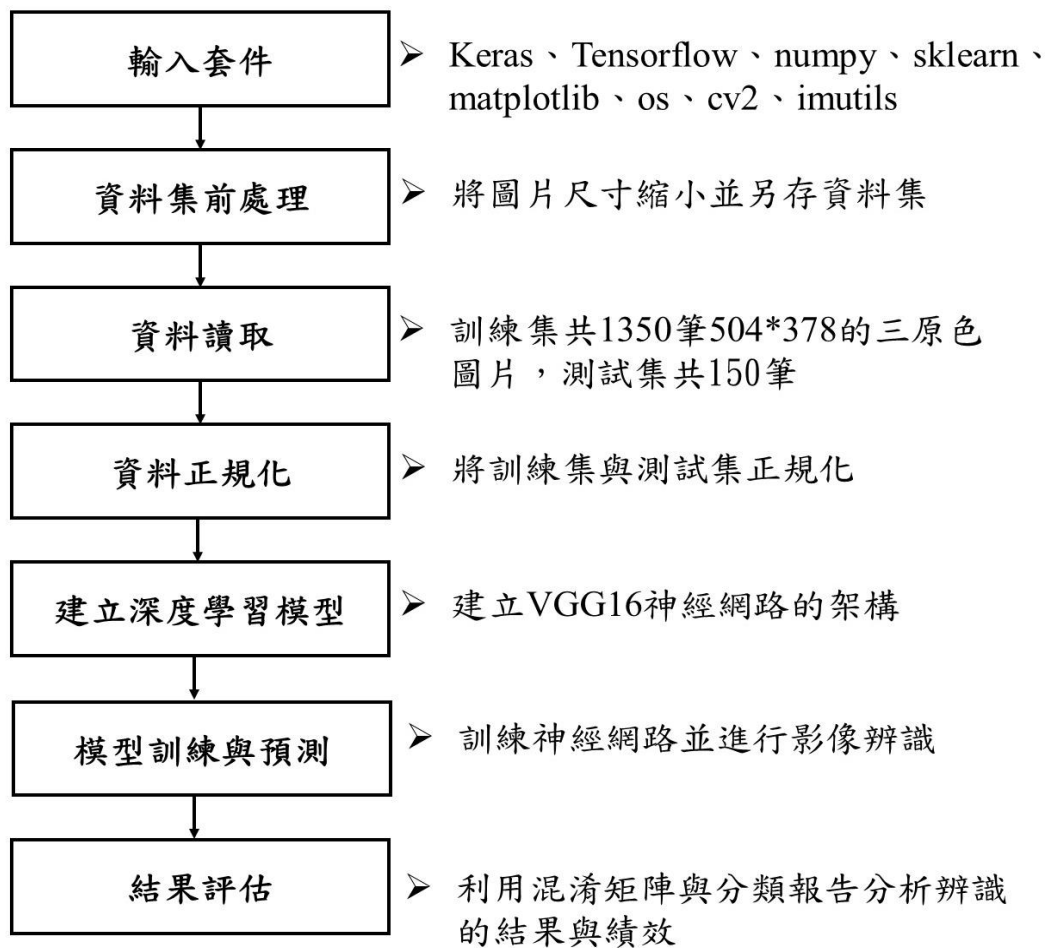 輸入套件
➢ Keras、Tensorflow、numpy、sklearn、
matplotlib、os、cv2、imutils
資料集前處理
➢ 將圖片尺寸縮小並另存資料集
資料讀取
➢ 訓練集共1350筆504*378的三原色
圖片，測試集共150筆
資料正規化
➢ 將訓練集與測試集正規化
建立深度學習模型
➢ 建立VGG16神經網路的架構
模型訓練與預測
➢ 訓練神經網路並進行影像辨識
結果評估
➢ 利用混淆矩陣與分類報告分析辨識
的結果與績效